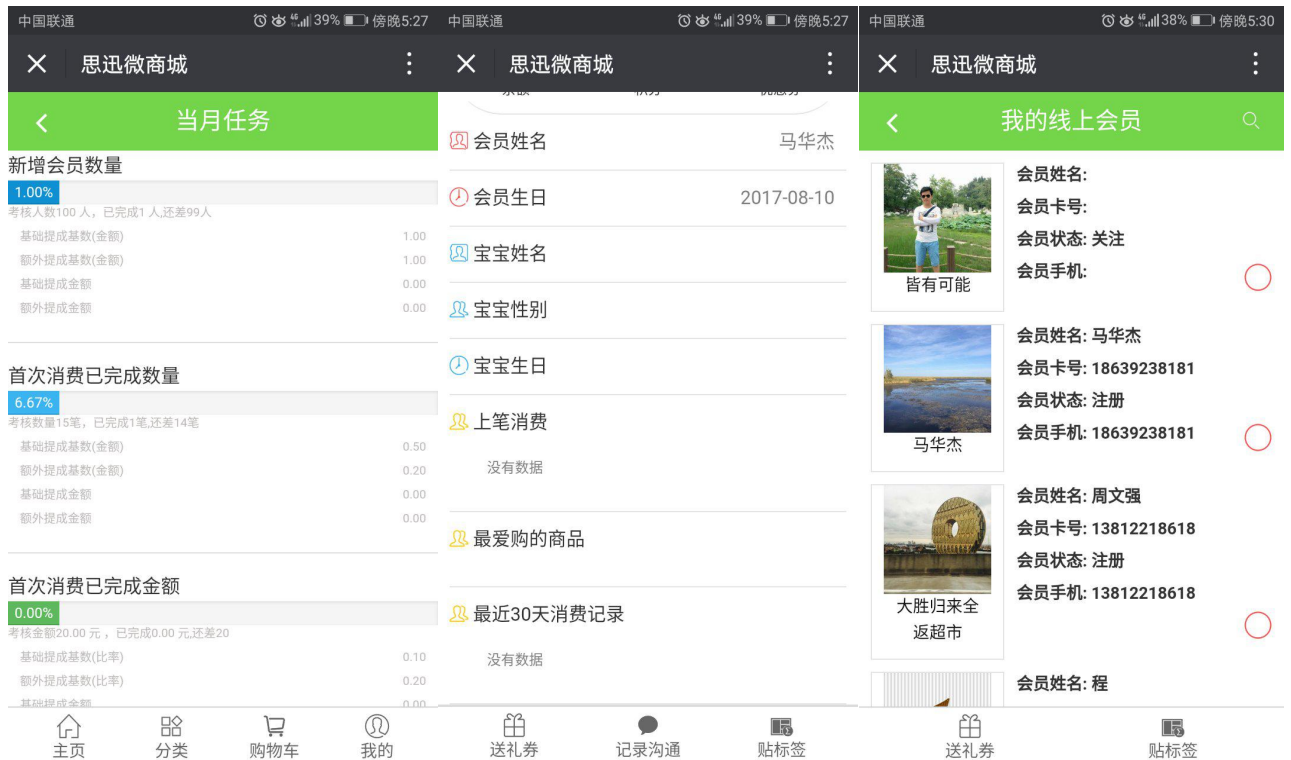 中国联通
39% 傍晚5:27
思迅微商城
当月任务
新增会员数量
1.00%
考核人数100 人，已完成1 人,还差99人
基础提成基数(金额) 1.00
额外提成基数(金额) 1.00
基础提成金额 0.00
额外提成金额 0.00
首次消费已完成数量
6.67%
考核数量15笔，已完成1笔,还差14笔
基础提成基数(金额) 0.50
额外提成基数(金额) 0.20
基础提成金额 0.00
额外提成金额 0.00
首次消费已完成金额
0.00%
考核金额20.00 元 ，已完成0.00 元,还差20
基础提成基数(比率) 0.10
额外提成基数(比率) 0.20
基础提成金额 0.00
主页 分类 购物车 我的
中国联通
39% 傍晚5:27
思迅微商城
会员姓名 马华杰
会员生日 2017-08-10
宝宝姓名
宝宝性别
宝宝生日
上笔消费
没有数据
最爱购的商品
最近30天消费记录
没有数据
送礼券 记录沟通 贴标签
中国联通
38% 傍晚5:30
思迅微商城
我的线上会员
会员姓名:
会员卡号:
会员状态: 关注
会员手机:
皆有可能
会员姓名: 马华杰
会员卡号: 18639238181
会员状态: 注册
会员手机: 18639238181
马华杰
会员姓名: 周文强
会员卡号: 13812218618
会员状态: 注册
会员手机: 13812218618
大胜归来全
返超市
会员姓名: 程
送礼券 贴标签